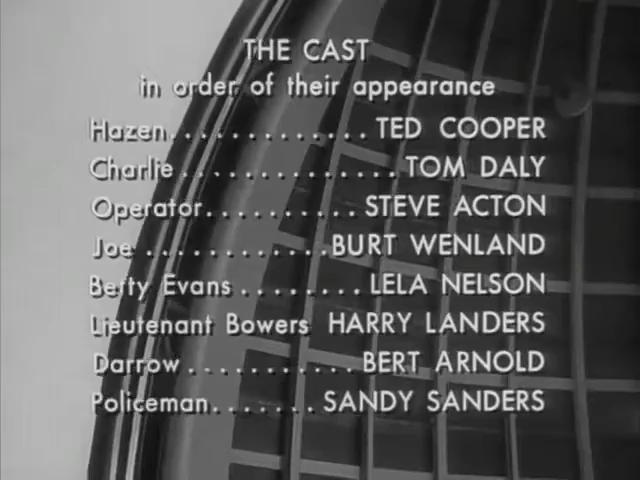 THE CAST
in order of their appearance
Hazen.............TED COOPER
Charlie..............TOM DALY
Operator..........STEVE ACTON
Joe............BURT WENLAND
Betty Evans........LELA NELSON
Lieutenant Bowers HARRY LANDERS
Darrow...........BERT ARNOLD
Policeman.......SANDY SANDERS